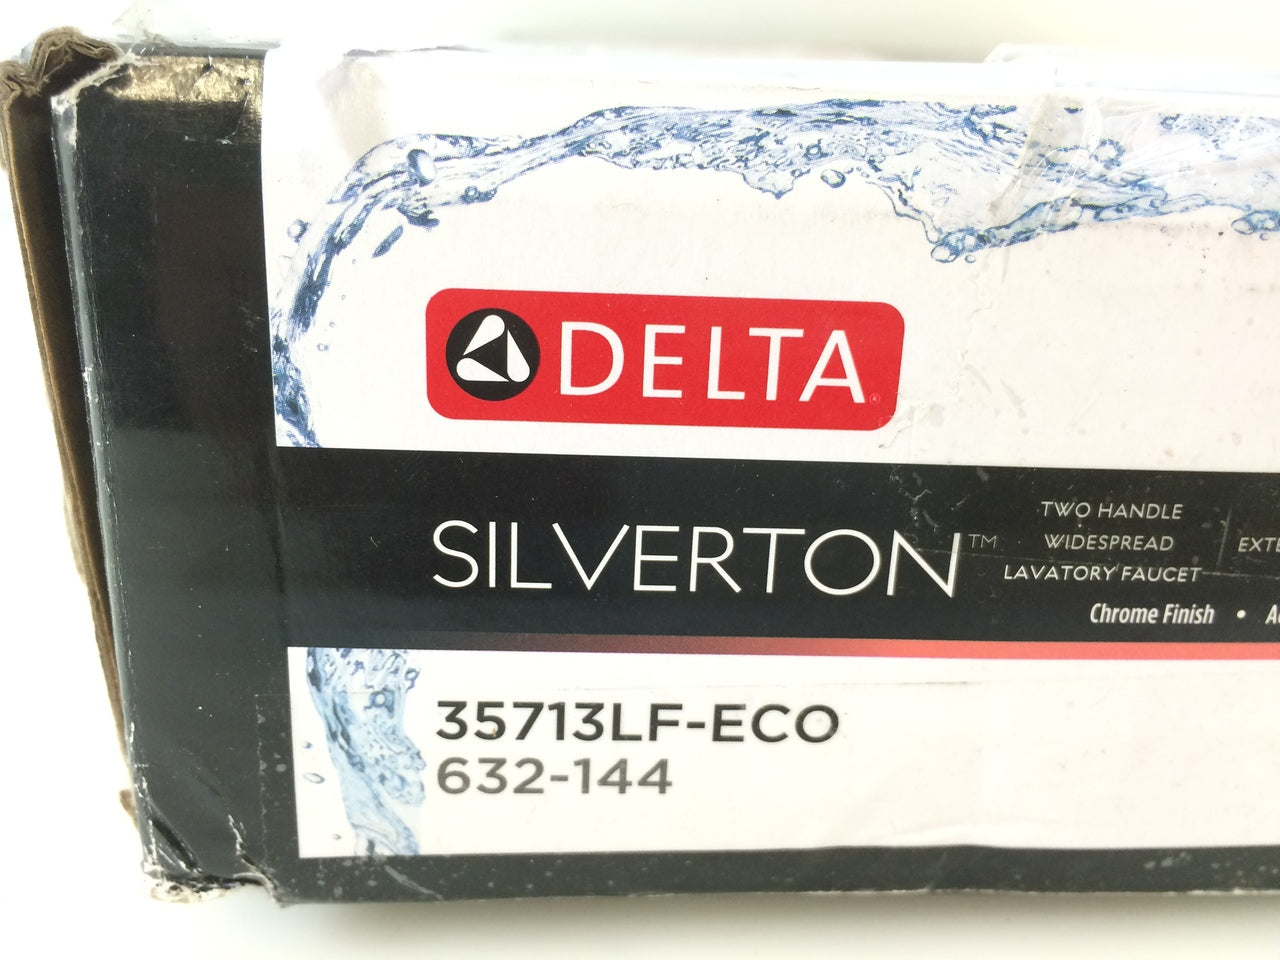 DELTA
SILVERTON™
TWO HANDLE
WIDESPREAD
LAVATORY FAUCET
Chrome Finish •
35713LF-ECO
632-144